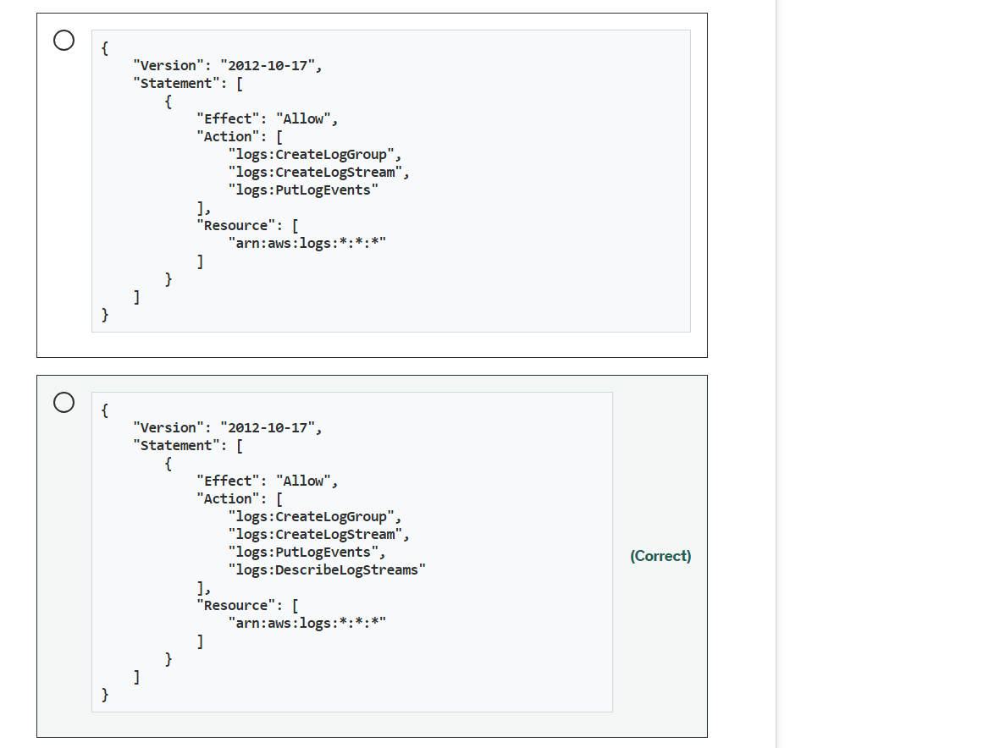 {
    "Version": "2012-10-17",
    "Statement": [
        {
            "Effect": "Allow",
            "Action": [
                "logs:CreateLogGroup",
                "logs:CreateLogStream",
                "logs:PutLogEvents"
            ],
            "Resource": [
                "arn:aws:logs:*:*:*"
            ]
        }
    ]
}
{
    "Version": "2012-10-17",
    "Statement": [
        {
            "Effect": "Allow",
            "Action": [
                "logs:CreateLogGroup",
                "logs:CreateLogStream",
                "logs:PutLogEvents",
                "logs:DescribeLogStreams"
            ],
            "Resource": [
                "arn:aws:logs:*:*:*"
            ]
        }
    ]
}
(Correct)